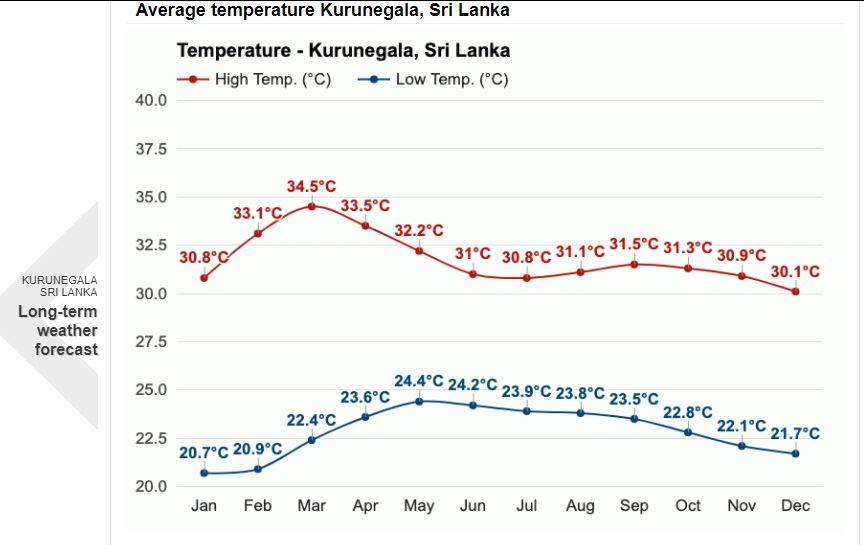 Average temperature Kurunegala, Sri Lanka
Temperature - Kurunegala, Sri Lanka
High Temp. (°C) Low Temp. (°C)
40.0
37.5
35.0
32.5
30.0
27.5
25.0
22.5
20.0
30.8°C 33.1°C 34.5°C 33.5°C 32.2°C 31°C 30.8°C 31.1°C 31.5°C 31.3°C 30.9°C 30.1°C
20.7°C 20.9°C 22.4°C 23.6°C 24.4°C 24.2°C 23.9°C 23.8°C 23.5°C 22.8°C 22.1°C 21.7°C
Jan Feb Mar Apr May Jun Jul Aug Sep Oct Nov Dec
KURUNEGALA
SRI LANKA
Long-term
weather
forecast